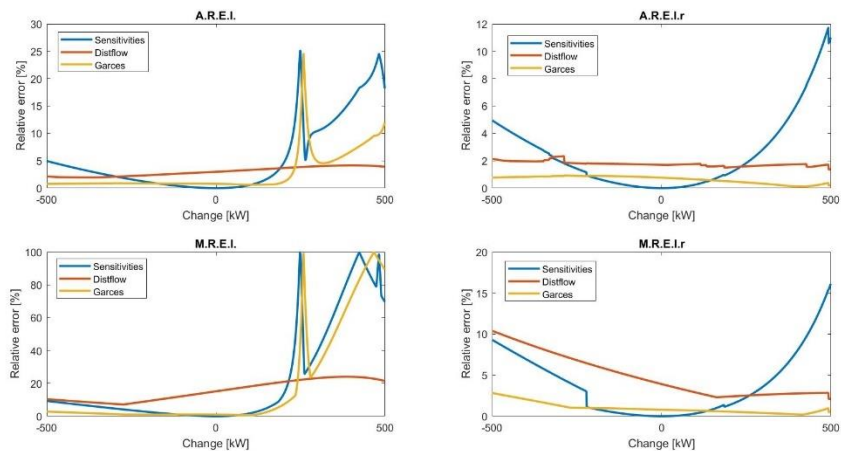 A.R.E.I.
30
25
20
15
10
5
0
Relative error [%]
Sensitivities
Distflow
Garces
-500
0
500
Change [kW]
A.R.E.I.r
12
10
8
6
4
2
0
Relative error [%]
Sensitivities
Distflow
Garces
-500
0
500
Change [kW]
M.R.E.I.
100
80
60
40
20
0
Relative error [%]
Sensitivities
Distflow
Garces
-500
0
500
Change [kW]
M.R.E.I.r
20
15
10
5
0
Relative error [%]
Sensitivities
Distflow
Garces
-500
0
500
Change [kW]